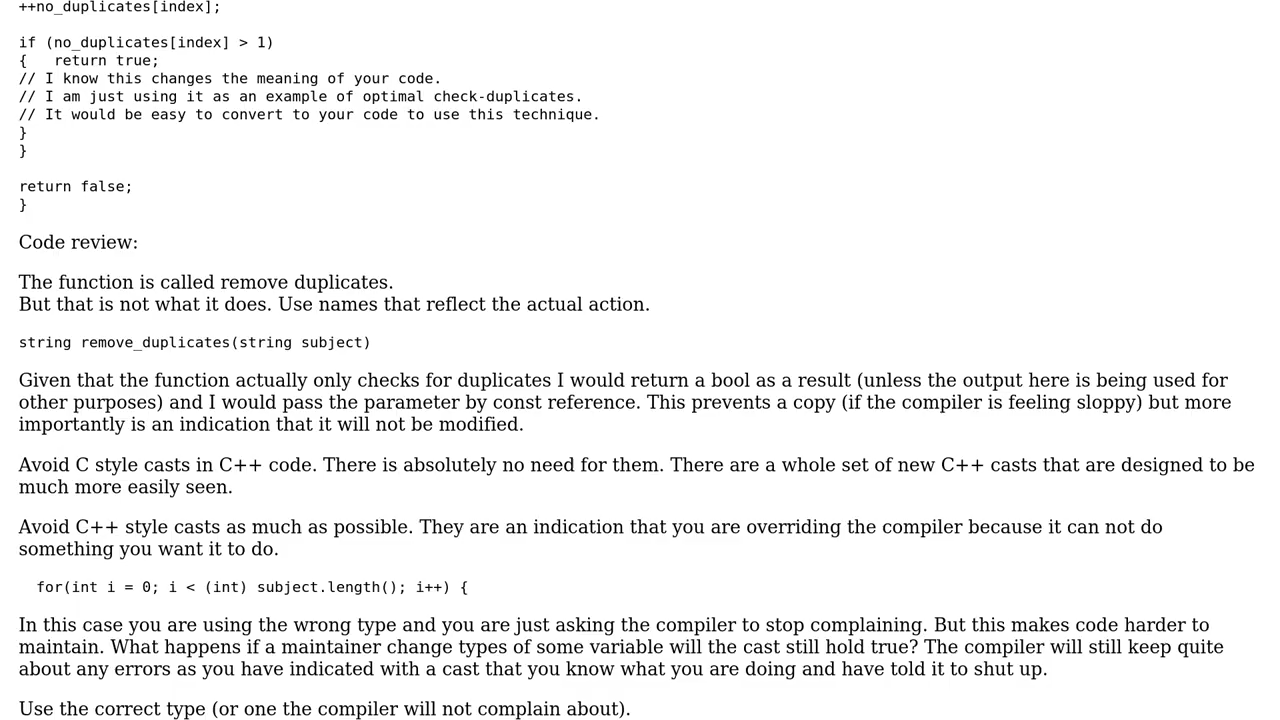 ++no_duplicates[index];
if (no_duplicates[index] > 1)
{   return true;
// I know this changes the meaning of your code.
// I am just using it as an example of optimal check-duplicates.
// It would be easy to convert to your code to use this technique.
}
}
return false;
}
Code review:
The function is called remove duplicates.
But that is not what it does. Use names that reflect the actual action.
string remove_duplicates(string subject)
Given that the function actually only checks for duplicates I would return a bool as a result (unless the output here is being used for
other purposes) and I would pass the parameter by const reference. This prevents a copy (if the compiler is feeling sloppy) but more
importantly is an indication that it will not be modified.
Avoid C style casts in C++ code. There is absolutely no need for them. There are a whole set of new C++ casts that are designed to be
much more easily seen.
Avoid C++ style casts as much as possible. They are an indication that you are overriding the compiler because it can not do
something you want it to do.
for(int i = 0; i < (int) subject.length(); i++) {
In this case you are using the wrong type and you are just asking the compiler to stop complaining. But this makes code harder to
maintain. What happens if a maintainer change types of some variable will the cast still hold true? The compiler will still keep quite
about any errors as you have indicated with a cast that you know what you are doing and have told it to shut up.
Use the correct type (or one the compiler will not complain about).